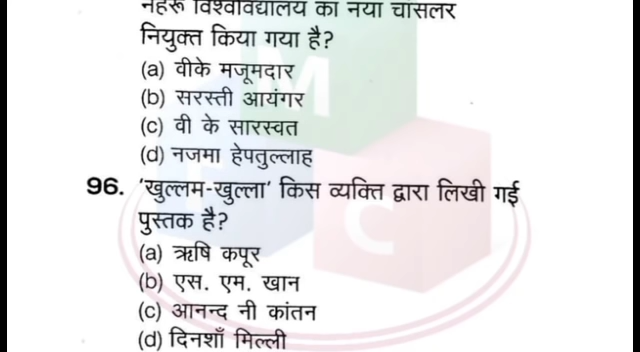 नेहरू विश्वविद्यालय का नया चांसलर
नियुक्त किया गया है?
(a) वीके मजूमदार
(b) सरस्ती आयंगर
(c) वी के सारस्वत
(d) नजमा हेपतुल्लाह
96. 'खुल्लम-खुल्ला' किस व्यक्ति द्वारा लिखी गई
पुस्तक है?
(a) ऋषि कपूर
(b) एस. एम. खान
(c) आनन्द नी कांतन
(d) दिनशाँ मिल्ली
M
T
C